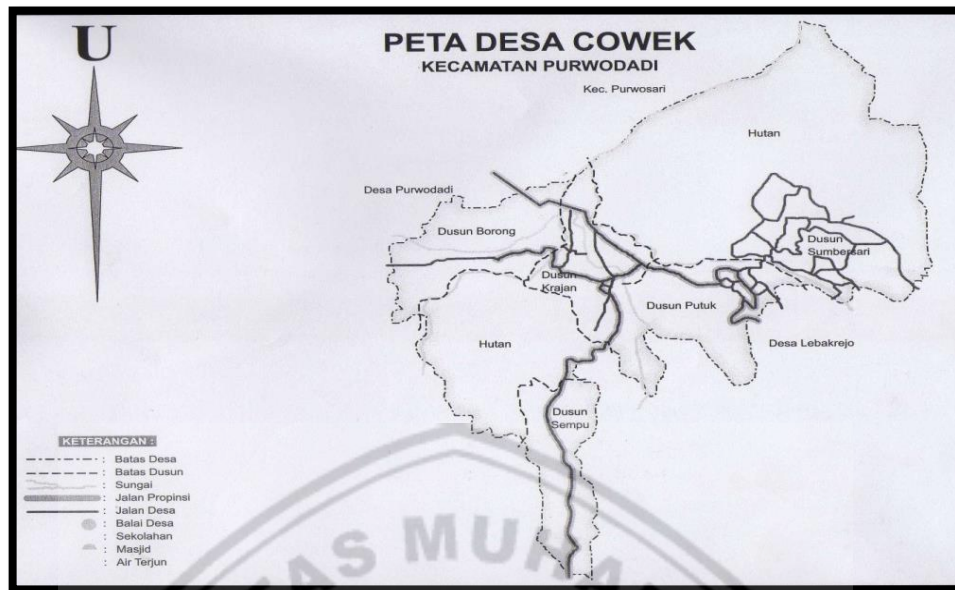 U
PETA DESA COWEK
KECAMATAN PURWODADI
Kec. Purwosari
Hutan
Desa Purwodadi
Dusun Borong
Dusun
Sumbersari
Dusun
Krajan
Dusun Putuk
Hutan
Desa Lebakrejo
Dusun
Sempu
KETERANGAN :
: Batas Desa
: Batas Dusun
: Sungai
: Jalan Propinsi
: Jalan Desa
: Balai Desa
: Sekolahan
: Masjid
: Air Terjun
TAS MUHA